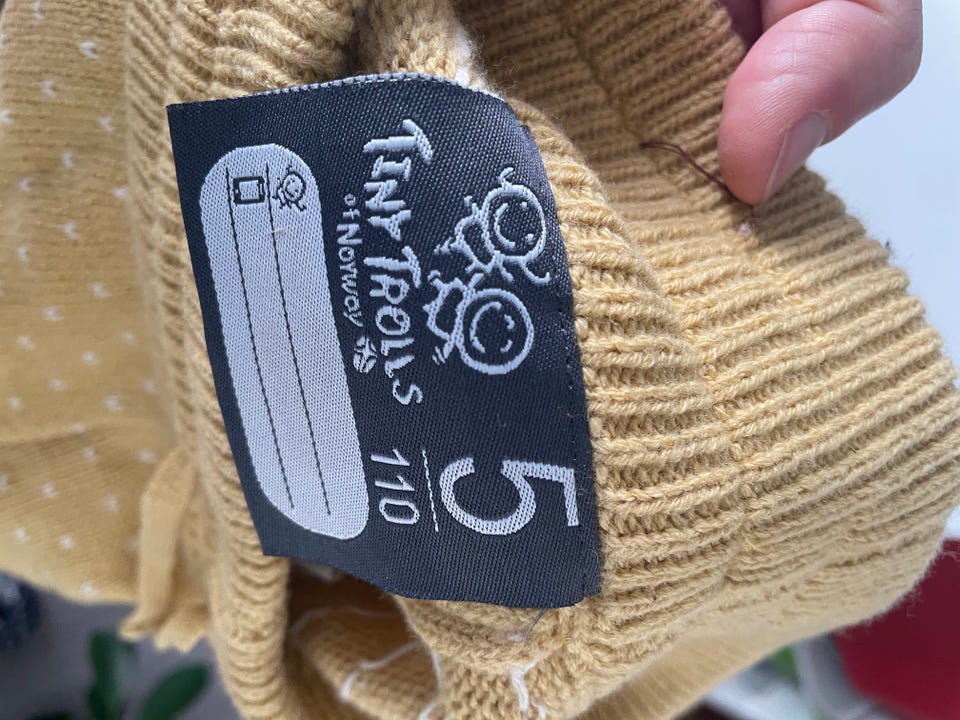 TINY TROLLS
of Norway
5
110